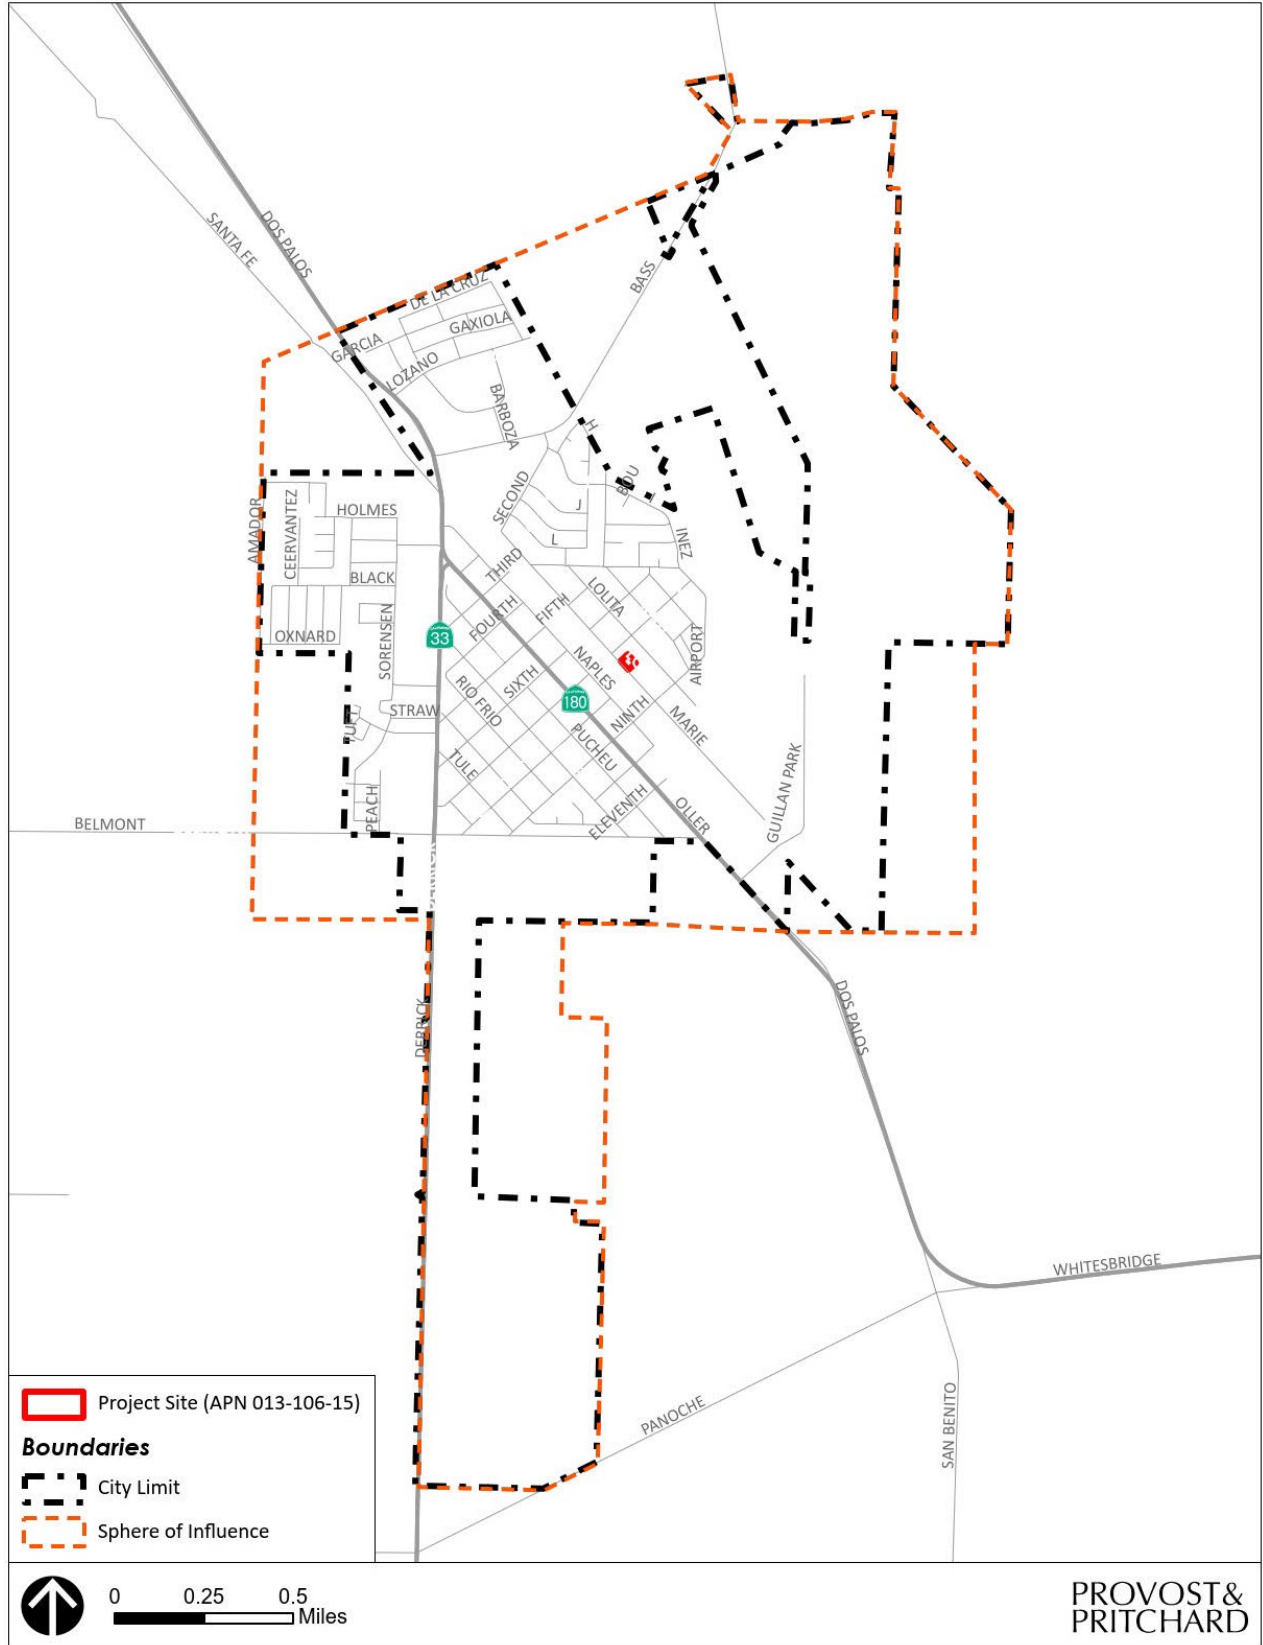 SANTA FE
DOS PALOS
BASS
DE LA CRUZ
GAXIOLA
GARCIA
LOZANO
BARBOZA
H
BOU
SECOND
J
L
INEZ
AMADOR
CEERVANTEZ
HOLMES
BLACK
OXNARD
SORENSEN
THIRD
LOLITA
FIFTH
FOURTH
33
NAPLES
AIRPORT
SIXTH
RIO FRIO
180
NINTH
MARIE
STRAW
TUFT
PUCHEU
TULE
GUILLAN PARK
PEACH
ELEVENTH
OLLER
BELMONT
DERRICK
DOS PALOS
WHITESBRIDGE
PANOCHE
SAN BENITO
Project Site (APN 013-106-15)
Boundaries
City Limit
Sphere of Influence
0 0.25 0.5
Miles
PROVOST&
PRITCHARD